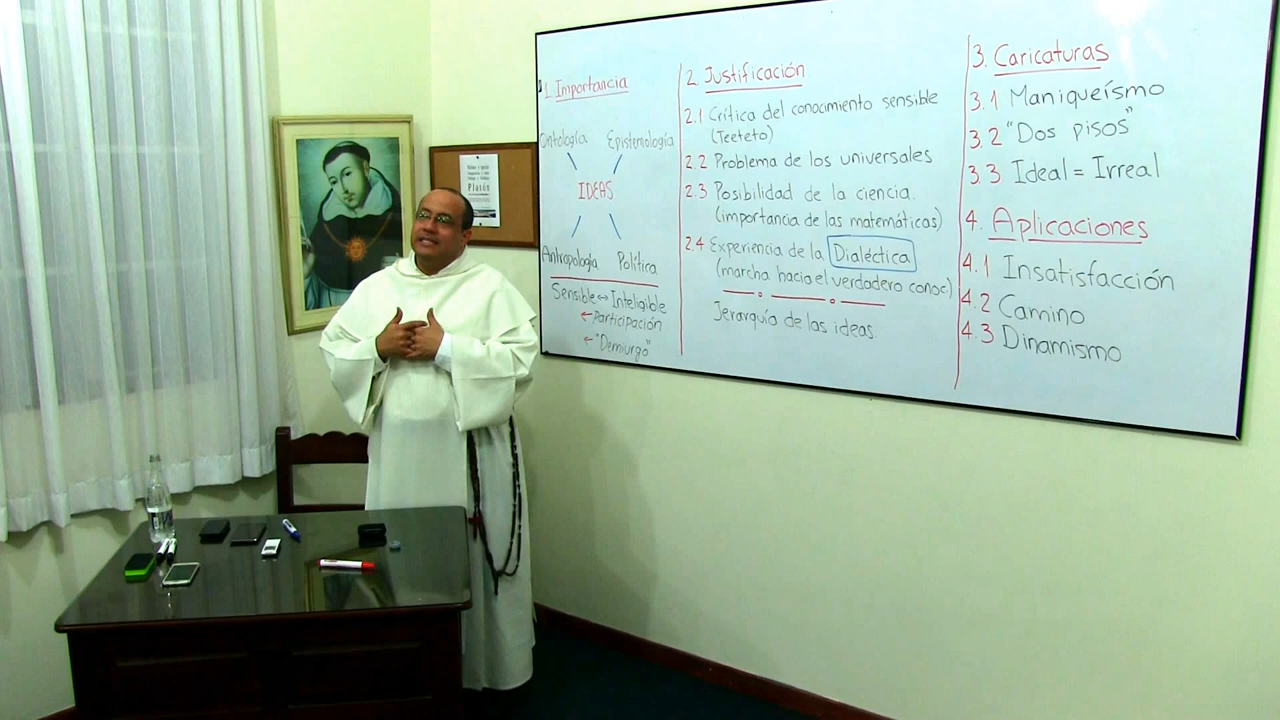 Platón
1. Importancia
Ontología Epistemología
IDEAS
Antropología Política
Sensible ↔ Inteligible
← Participación
← "Demiurgo"
2. Justificación
2.1 Crítica del conocimiento sensible
(Teeteto)
2.2 Problema de los universales
2.3 Posibilidad de la ciencia.
(importancia de las matemáticas)
2.4 Experiencia de la Dialéctica
(marcha hacia el verdadero conoc)
Jerarquía de las ideas.
3. Caricaturas
3.1 Maniqueísmo
3.2 "Dos pisos"
3.3 Ideal = Irreal
4. Aplicaciones
4.1 Insatisfacción
4.2 Camino
4.3 Dinamismo